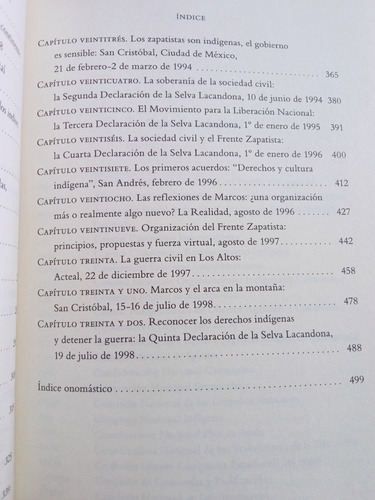 ÍNDICE
CAPÍTULO VEINTITRÉS. Los zapatistas son indígenas, el gobierno
es sensible: San Cristóbal, Ciudad de México,
21 de febrero-2 de marzo de 1994 365
CAPÍTULO VEINTICUATRO. La soberanía de la sociedad civil:
la Segunda Declaración de la Selva Lacandona, 10 de junio de 1994 380
CAPÍTULO VEINTICINCO. El Movimiento para la Liberación Nacional:
la Tercera Declaración de la Selva Lacandona, 1º de enero de 1995 391
CAPÍTULO VEINTISÉIS. La sociedad civil y el Frente Zapatista:
la Cuarta Declaración de la Selva Lacandona, 1º de enero de 1996 400
CAPÍTULO VEINTISIETE. Los primeros acuerdos: "Derechos y cultura
indígena", San Andrés, febrero de 1996 412
CAPÍTULO VEINTIOCHO. Las reflexiones de Marcos: ¿una organización
más o realmente algo nuevo? La Realidad, agosto de 1996 427
CAPÍTULO VEINTINUEVE. Organización del Frente Zapatista:
principios, propuestas y fuerza virtual, agosto de 1997 442
CAPÍTULO TREINTA. La guerra civil en Los Altos:
Acteal, 22 de diciembre de 1997 458
CAPÍTULO TREINTA Y UNO. Marcos y el arca en la montaña:
San Cristóbal, 15-16 de julio de 1998 478
CAPÍTULO TREINTA Y DOS. Reconocer los derechos indígenas
y detener la guerra: la Quinta Declaración de la Selva Lacandona,
19 de julio de 1998 488
Índice onomástico 499